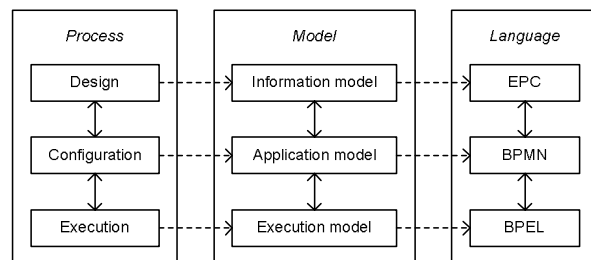 Process
Model
Language
Design
Information model
EPC
Configuration
Application model
BPMN
Execution
Execution model
BPEL